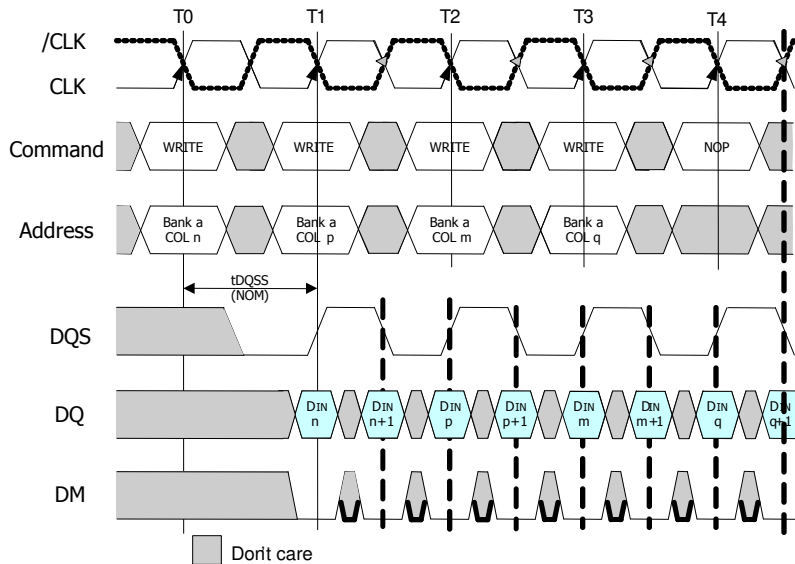 T0 T1 T2 T3 T4
/CLK
CLK
Command WRITE WRITE WRITE WRITE NOP
Address Bank a COL n Bank a COL p Bank a COL m Bank a COL q
tDQSS
(NOM)
DQS
DQ DIN n DIN n+1 DIN p DIN p+1 DIN m DIN m+1 DIN q DIN q+1
DM
Don't care